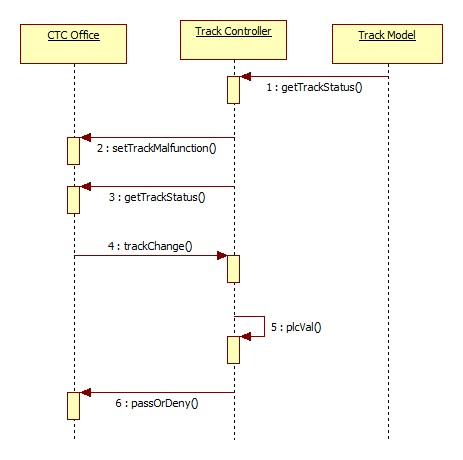 CTC Office
Track Controller
Track Model
1 : getTrackStatus()
2 : setTrackMalfunction()
3 : getTrackStatus()
4 : trackChange()
5 : plcVal()
6 : passOrDeny()